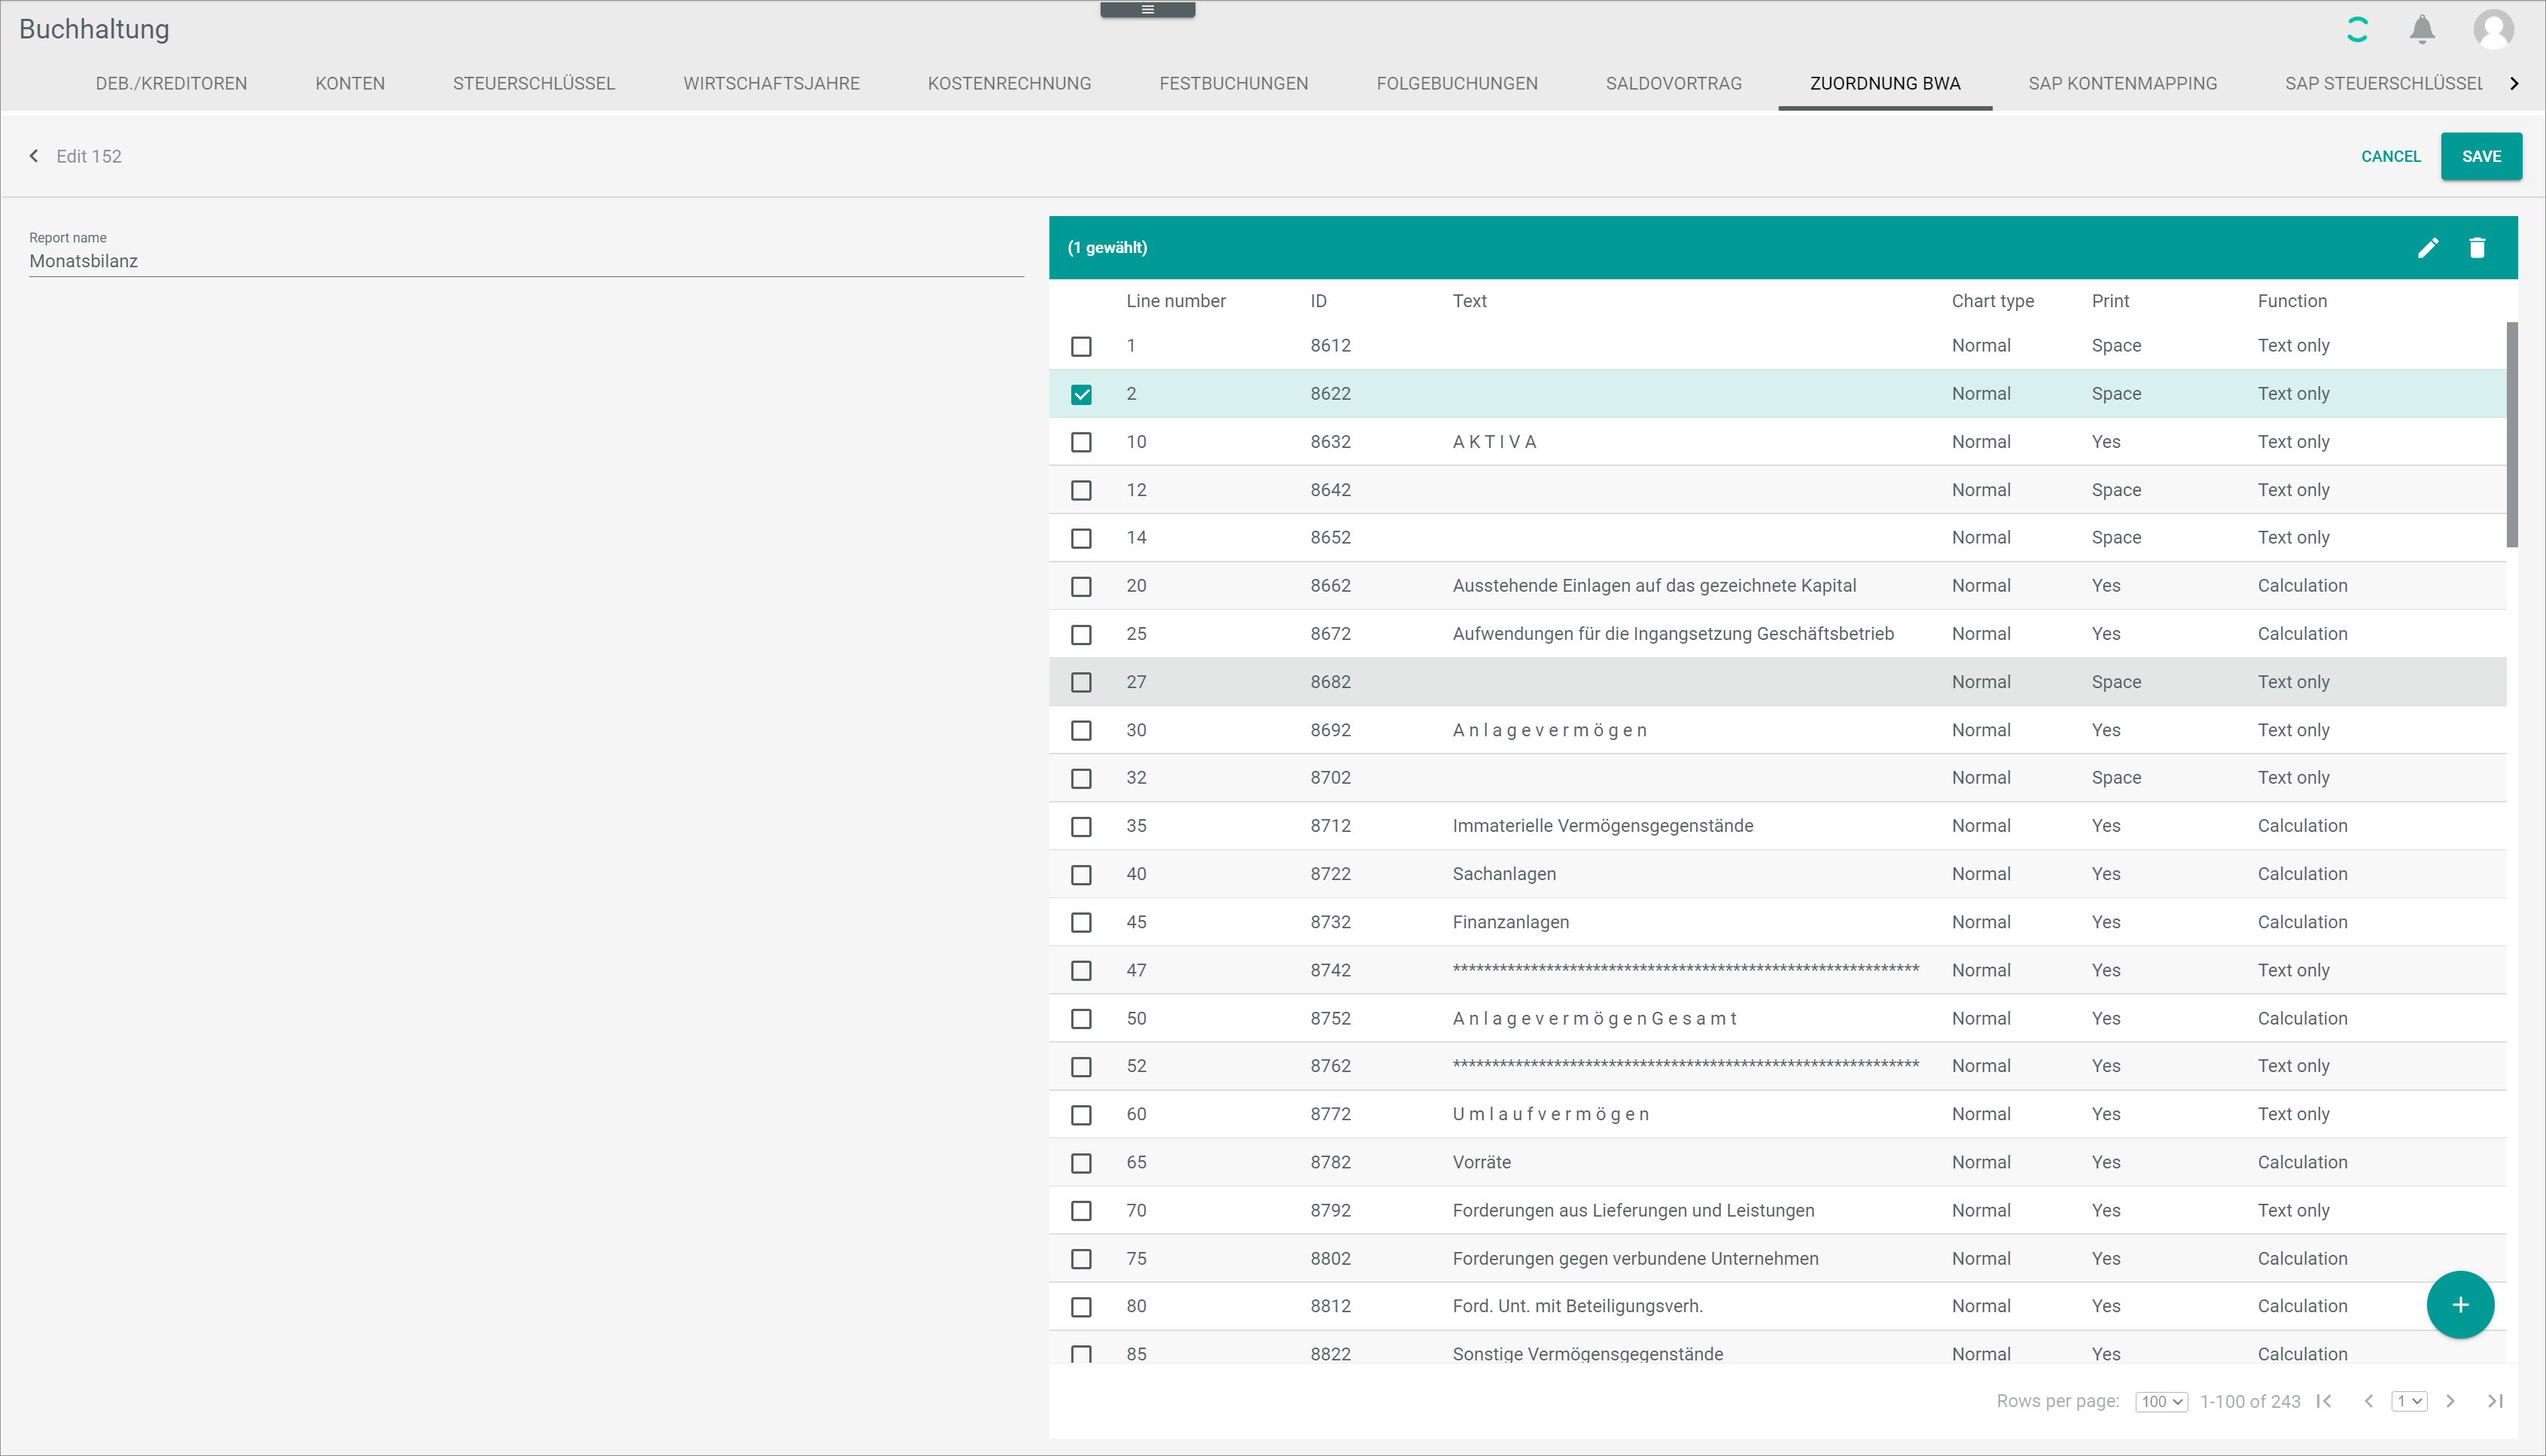 Buchhaltung
DEB./KREDITOREN KONTEN STEUERSCHLÜSSEL WIRTSCHAFTSJAHRE KOSTENRECHNUNG FESTBUCHUNGEN FOLGEBUCHUNGEN SALDOVORTRAG ZUORDNUNG BWA SAP KONTENMAPPING SAP STEUERSCHLÜSSEL
Edit 152 CANCEL SAVE
Report name
Monatsbilanz
(1 gewählt)
Line number ID Text Chart type Print Function
1 8612 Normal Space Text only
2 8622 Normal Space Text only
10 8632 A K T I V A Normal Yes Text only
12 8642 Normal Space Text only
14 8652 Normal Space Text only
20 8662 Ausstehende Einlagen auf das gezeichnete Kapital Normal Yes Calculation
25 8672 Aufwendungen für die Ingangsetzung Geschäftsbetrieb Normal Yes Calculation
27 8682 Normal Space Text only
30 8692 A n l a g e v e r m ö g e n Normal Yes Text only
32 8702 Normal Space Text only
35 8712 Immaterielle Vermögensgegenstände Normal Yes Calculation
40 8722 Sachanlagen Normal Yes Calculation
45 8732 Finanzanlagen Normal Yes Calculation
47 8742 ************************************************************ Normal Yes Text only
50 8752 A n l a g e v e r m ö g e n G e s a m t Normal Yes Calculation
52 8762 ************************************************************ Normal Yes Text only
60 8772 U m l a u f v e r m ö g e n Normal Yes Text only
65 8782 Vorräte Normal Yes Calculation
70 8792 Forderungen aus Lieferungen und Leistungen Normal Yes Text only
75 8802 Forderungen gegen verbundene Unternehmen Normal Yes Calculation
80 8812 Ford. Unt. mit Beteiligungsverh. Normal Yes Calculation
85 8822 Sonstige Vermögensgegenstände Normal Yes Calculation
Rows per page: 100 1-100 of 243 1